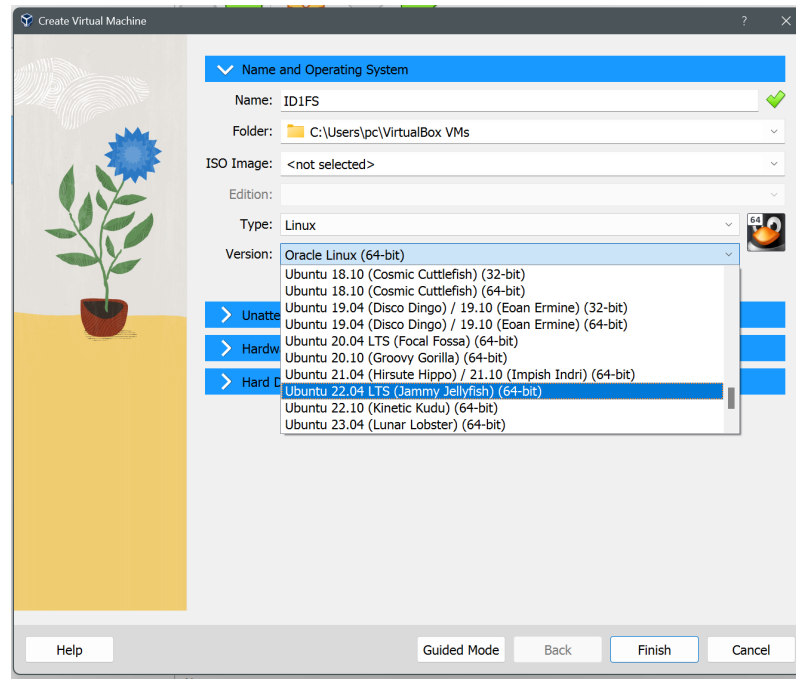 Create Virtual Machine
?
Name and Operating System
Name: ID1FS
Folder: C:\Users\pc\VirtualBox VMs
ISO Image: <not selected>
Edition:
Type: Linux
64
Version: Oracle Linux (64-bit)
Ubuntu 18.10 (Cosmic Cuttlefish) (32-bit)
Ubuntu 18.10 (Cosmic Cuttlefish) (64-bit)
Unatte
Ubuntu 19.04 (Disco Dingo) / 19.10 (Eoan Ermine) (32-bit)
Ubuntu 19.04 (Disco Dingo) / 19.10 (Eoan Ermine) (64-bit)
Ubuntu 20.04 LTS (Focal Fossa) (64-bit)
Hardw
Ubuntu 20.10 (Groovy Gorilla) (64-bit)
Ubuntu 21.04 (Hirsute Hippo) / 21.10 (Impish Indri) (64-bit)
Hard D
Ubuntu 22.04 LTS (Jammy Jellyfish) (64-bit)
Ubuntu 22.10 (Kinetic Kudu) (64-bit)
Ubuntu 23.04 (Lunar Lobster) (64-bit)
Help Guided Mode Back Finish Cancel